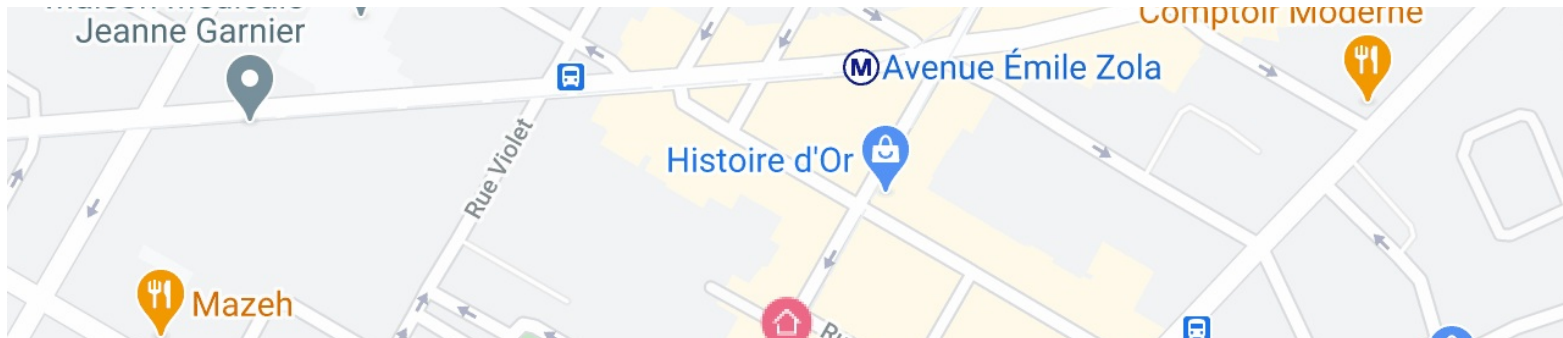 Jeanne Garnier
Comptoir Moderne
M Avenue Émile Zola
Rue Violet
Histoire d'Or
Mazeh